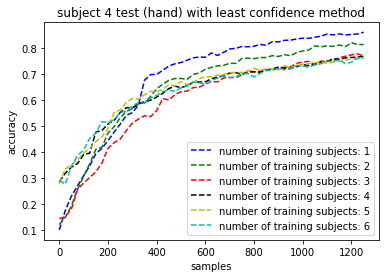 subject 4 test (hand) with least confidence method
accuracy
0.8
0.7
0.6
0.5
0.4
0.3
0.2
0.1
number of training subjects: 1
number of training subjects: 2
number of training subjects: 3
number of training subjects: 4
number of training subjects: 5
number of training subjects: 6
0 200 400 600 800 1000 1200
samples